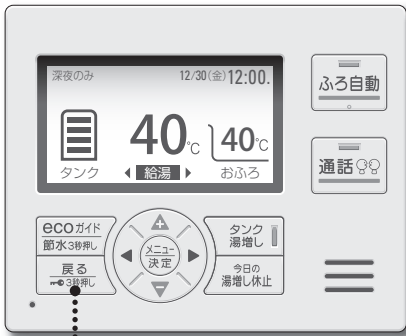 深夜のみ 12/30(金)12:00.
40℃ 40℃
タンク 給湯 おふろ
ふろ自動
通話
ecoガイド
節水3秒押し
戻る
3秒押し
メニュー
決定
タンク
湯増し
今日の
湯増し休止